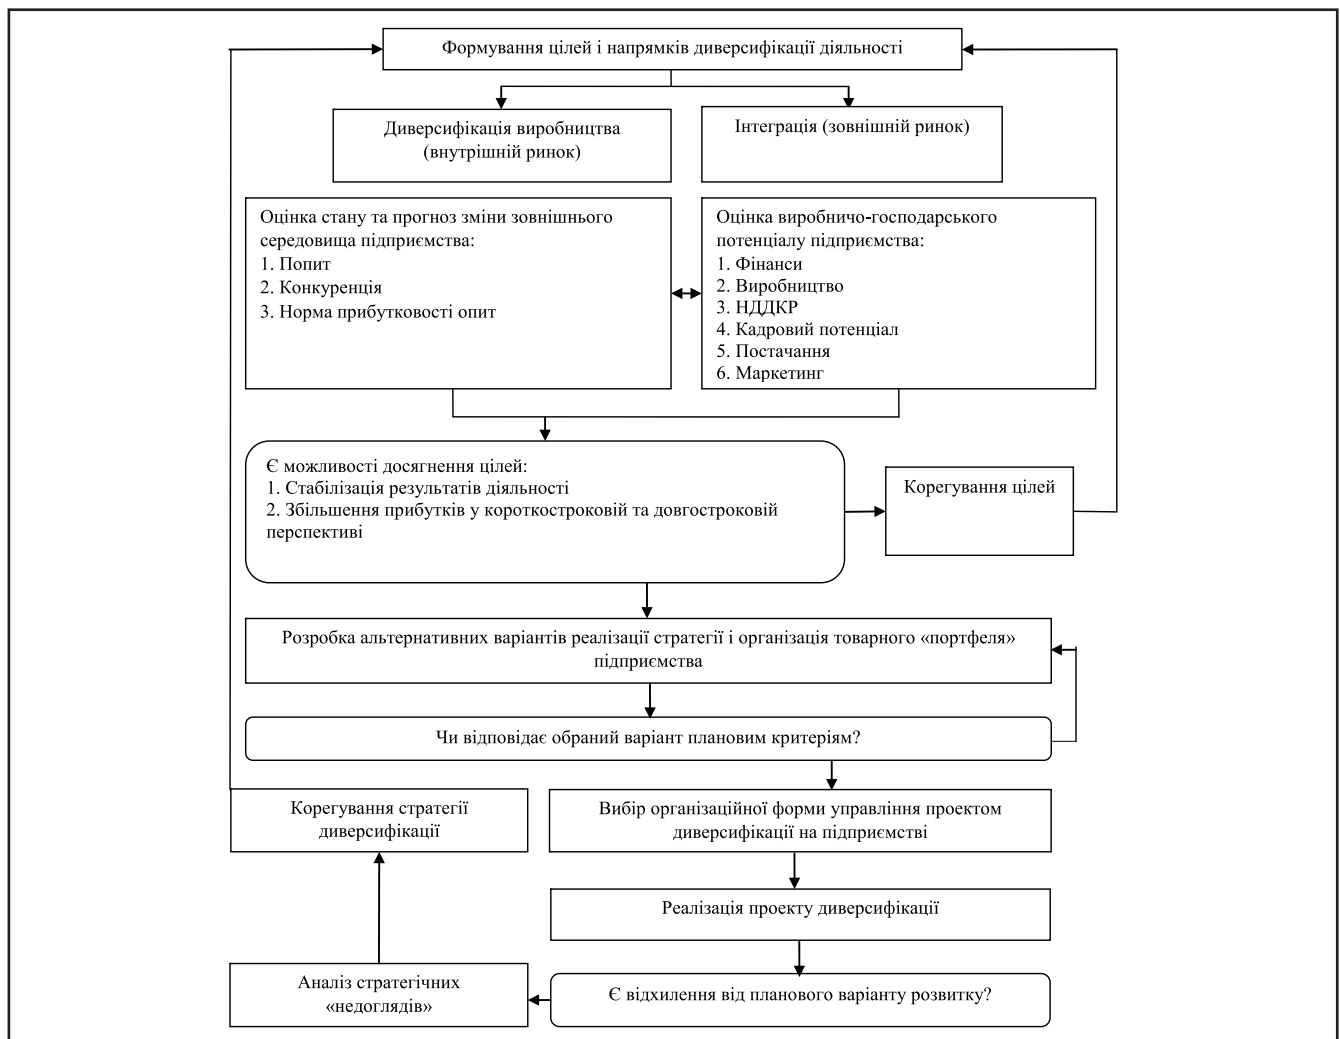 Формування цілей і напрямків диверсифікації діяльності
Диверсифікація виробництва
(внутрішній ринок)
Інтеграція (зовнішній ринок)
Оцінка стану та прогноз зміни зовнішнього
середовища підприємства:
1. Попит
2. Конкуренція
3. Норма прибутковості опит
Оцінка виробничо-господарського
потенціалу підприємства:
1. Фінанси
2. Виробництво
3. НДДКР
4. Кадровий потенціал
5. Постачання
6. Маркетинг
Є можливості досягнення цілей:
1. Стабілізація результатів діяльності
2. Збільшення прибутків у короткостроковій та довгостроковій
перспективі
Корегування цілей
Розробка альтернативних варіантів реалізації стратегії і організація товарного «портфеля»
підприємства
Чи відповідає обраний варіант плановим критеріям?
Корегування стратегії
диверсифікації
Вибір організаційної форми управління проектом
диверсифікації на підприємстві
Реалізація проекту диверсифікації
Аналіз стратегічних
«недоглядів»
Є відхилення від планового варіанту розвитку?